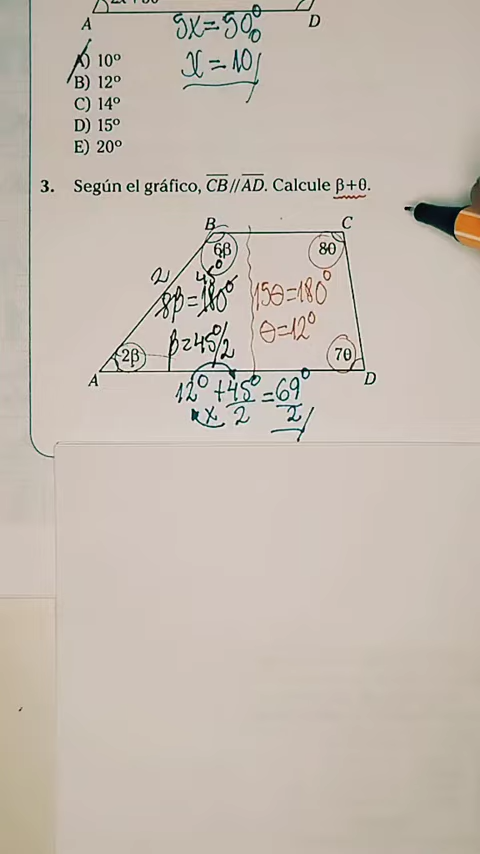 A
D
5x=50°
x=10
A) 10°
B) 12°
C) 14°
D) 15°
E) 20°
3. Según el gráfico, CB//AD. Calcule β+θ.
B
C
6β
8θ
2
45°
8β=180°
15θ=180°
β=45°/2
θ=12°
2β
7θ
A
D
12°+45°/2=69°/2
x